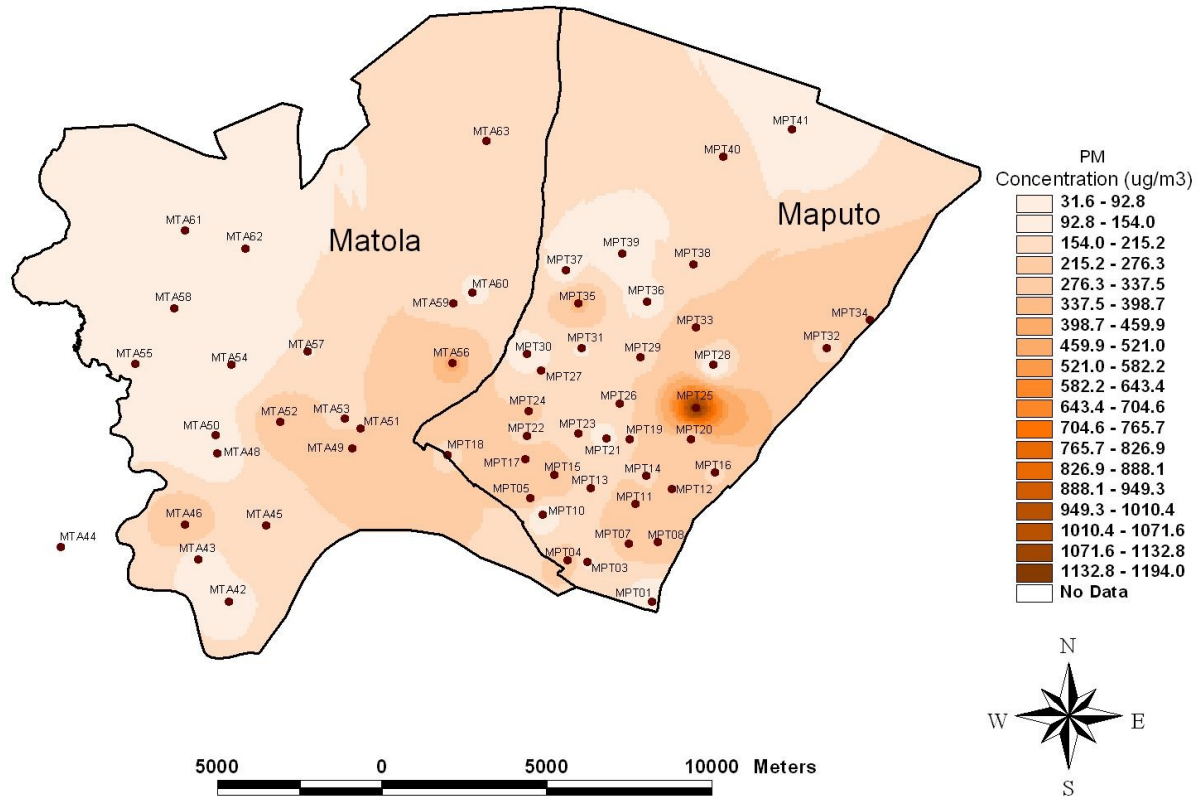 MTA63
MPT41
MPT40
PM
Concentration (ug/m3)
31.6 - 92.8
92.8 - 154.0
154.0 - 215.2
215.2 - 276.3
276.3 - 337.5
337.5 - 398.7
398.7 - 459.9
459.9 - 521.0
521.0 - 582.2
582.2 - 643.4
643.4 - 704.6
704.6 - 765.7
765.7 - 826.9
826.9 - 888.1
888.1 - 949.3
949.3 - 1010.4
1010.4 - 1071.6
1071.6 - 1132.8
1132.8 - 1194.0
No Data
Maputo
Matola
MTA61
MTA62
MPT39
MPT38
MPT37
MTA60
MTA59
MTA58
MPT36
MPT35
MPT34
MPT33
MPT32
MPT31
MPT30
MTA57
MTA56
MTA55
MTA54
MPT29
MPT28
MPT27
MPT26
MPT25
MPT24
MTA53
MTA52
MTA51
MTA50
MTA49
MTA48
MPT23
MPT22
MPT21
MPT19
MPT20
MPT18
MPT17
MPT15
MPT14
MPT16
MPT13
MPT12
MPT05
MPT11
MPT10
MTA46
MTA45
MTA44
MTA43
MPT07
MPT08
MPT04
MPT03
MPT01
MTA42
N
W
E
S
5000
0
5000
10000
Meters